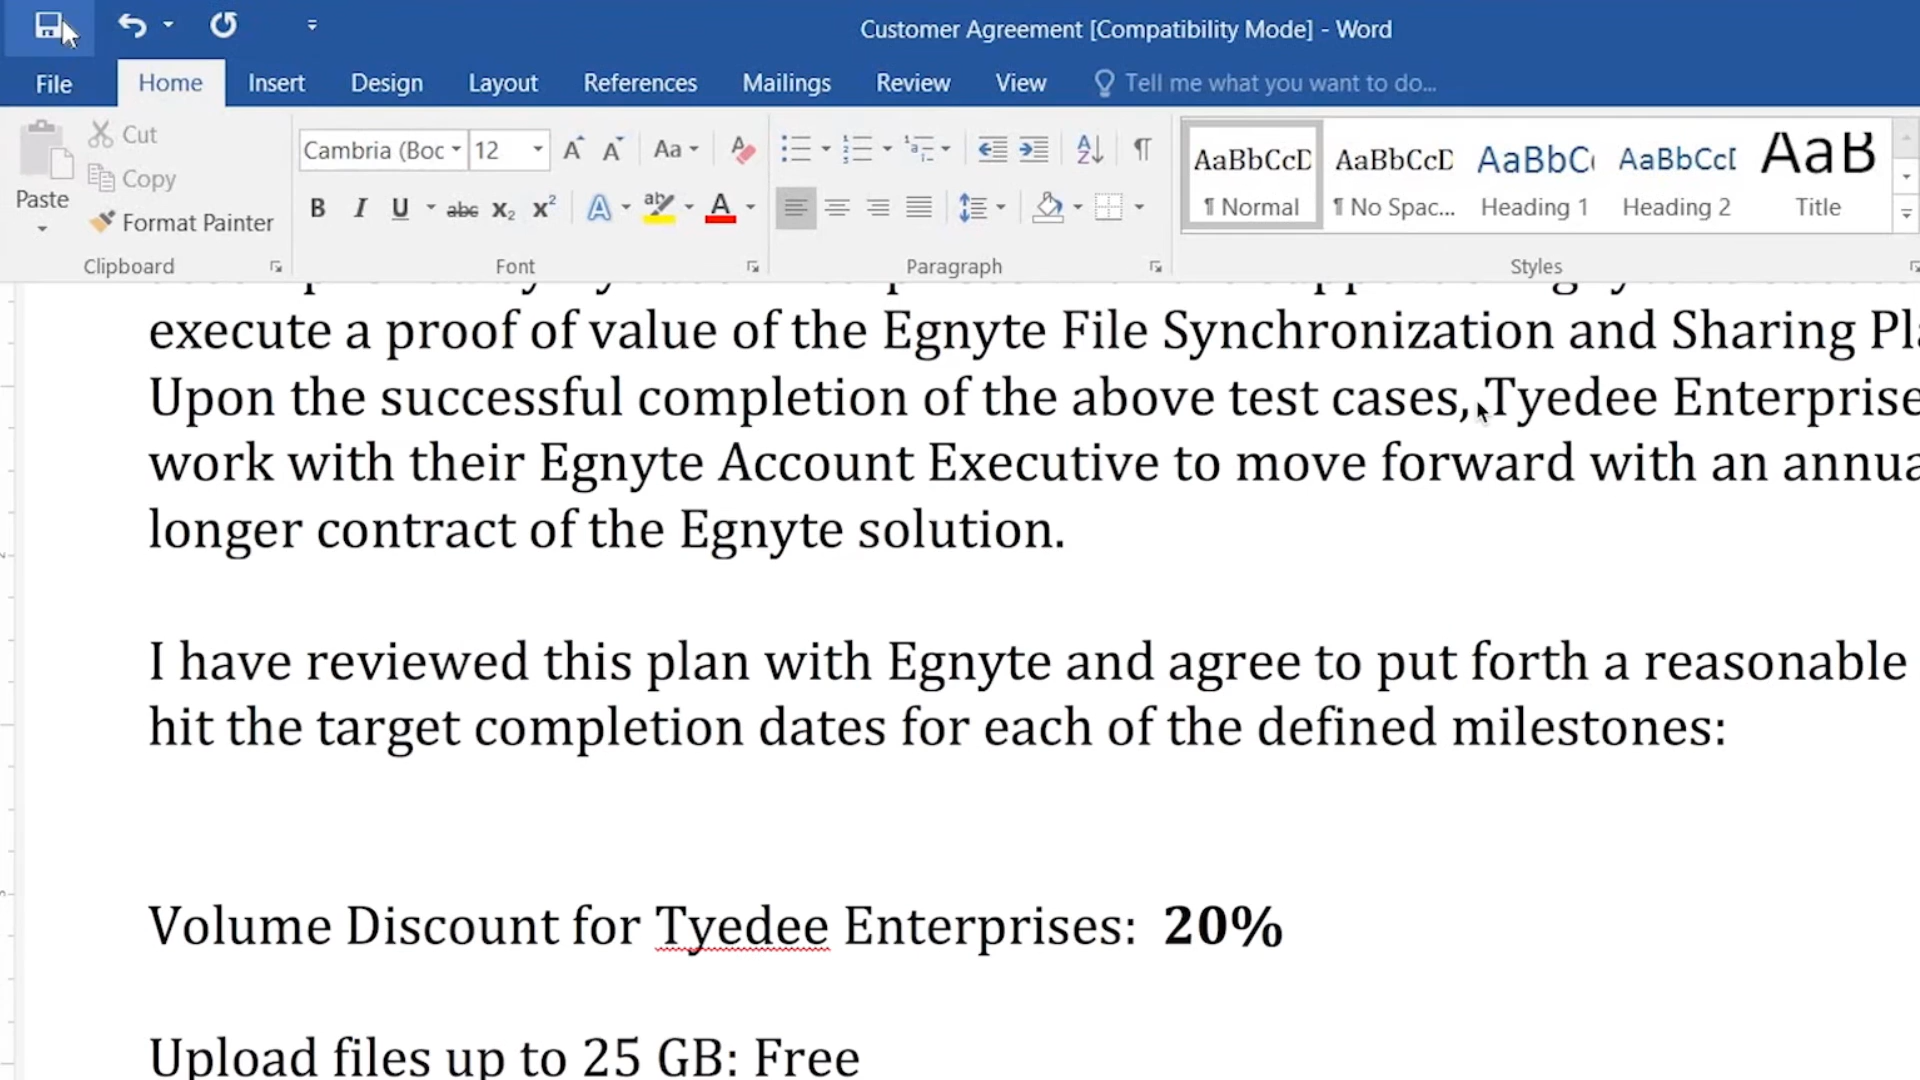 Customer Agreement [Compatibility Mode] - Word
File Home Insert Design Layout References Mailings Review View Tell me what you want to do...
Paste
Cut
Copy
Format Painter
Clipboard
Cambria (Boc 12
Font
Paragraph
AaBbCcD AaBbCcD AaBbC AaBbCcD AaB
¶ Normal ¶ No Spac... Heading 1 Heading 2 Title
Styles
execute a proof of value of the Egnyte File Synchronization and Sharing Pl
Upon the successful completion of the above test cases, Tyedee Enterprise
work with their Egnyte Account Executive to move forward with an annua
longer contract of the Egnyte solution.
I have reviewed this plan with Egnyte and agree to put forth a reasonable
hit the target completion dates for each of the defined milestones:
Volume Discount for Tyedee Enterprises: 20%
Upload files up to 25 GB: Free